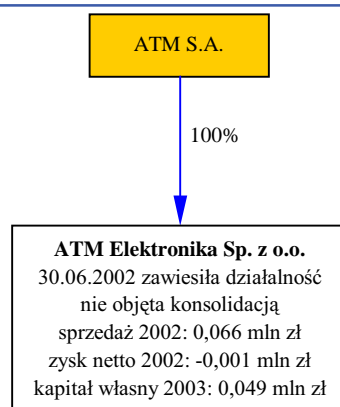 ATM S.A.
100%
ATM Elektronika Sp. z o.o.
30.06.2002 zawiesiła działalność
nie objęta konsolidacją
sprzedaż 2002: 0,066 mln zł
zysk netto 2002: -0,001 mln zł
kapitał własny 2003: 0,049 mln zł